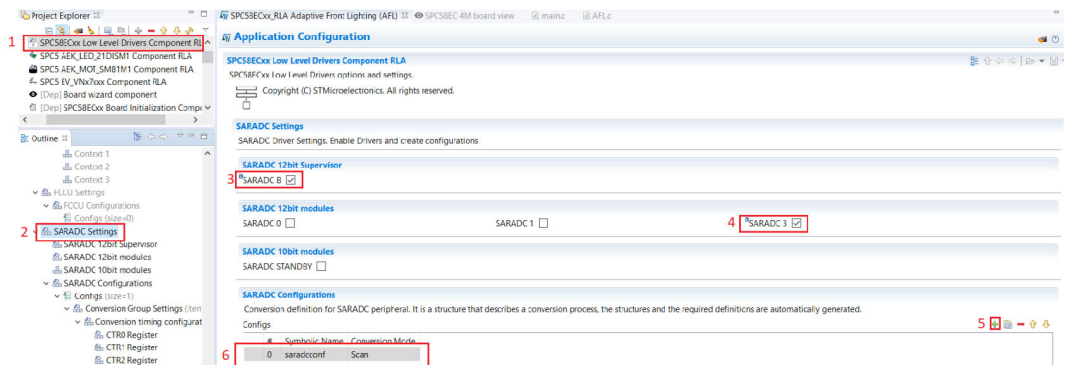 Project Explorer
SPC58ECxx_RLA Adaptive Front Lighting (AFL)
SPC58EC 4M board view
main.c
AFL.c
1
SPC58ECxx Low Level Drivers Component RL
SPC5 AEK_LED_21DISM1 Component RLA
SPC5 AEK_MOT_SM81M1 Component RLA
SPC5 EV_VNx7xxx Component RLA
[Dep] Board wizard component
[Dep] SPC58ECxx Board Initialization Compo
Outline
Context 1
Context 2
Context 3
FCCU Settings
FCCU Configurations
Configs (size=0)
2
SARADC Settings
SARADC 12bit Supervisor
SARADC 12bit modules
SARADC 10bit modules
SARADC Configurations
Configs (size=1)
Conversion Group Settings (item
Conversion timing configurat
CTR0 Register
CTR1 Register
CTR2 Register
Application Configuration
SPC58ECxx Low Level Drivers Component RLA
SPC58ECxx Low Level Drivers options and settings.
Copyright (C) STMicroelectronics. All rights reserved.
SARADC Settings
SARADC Driver Settings. Enable Drivers and create configurations
SARADC 12bit Supervisor
3 SARADC B
SARADC 12bit modules
SARADC 0 SARADC 1 4 SARADC 3
SARADC 10bit modules
SARADC STANDBY
SARADC Configurations
Conversion definition for SARADC peripheral. It is a structure that describes a conversion process, the structures and the required definitions are automatically generated.
Configs 5
# Symbolic Name Conversion Mode
6 0 saradcconf Scan